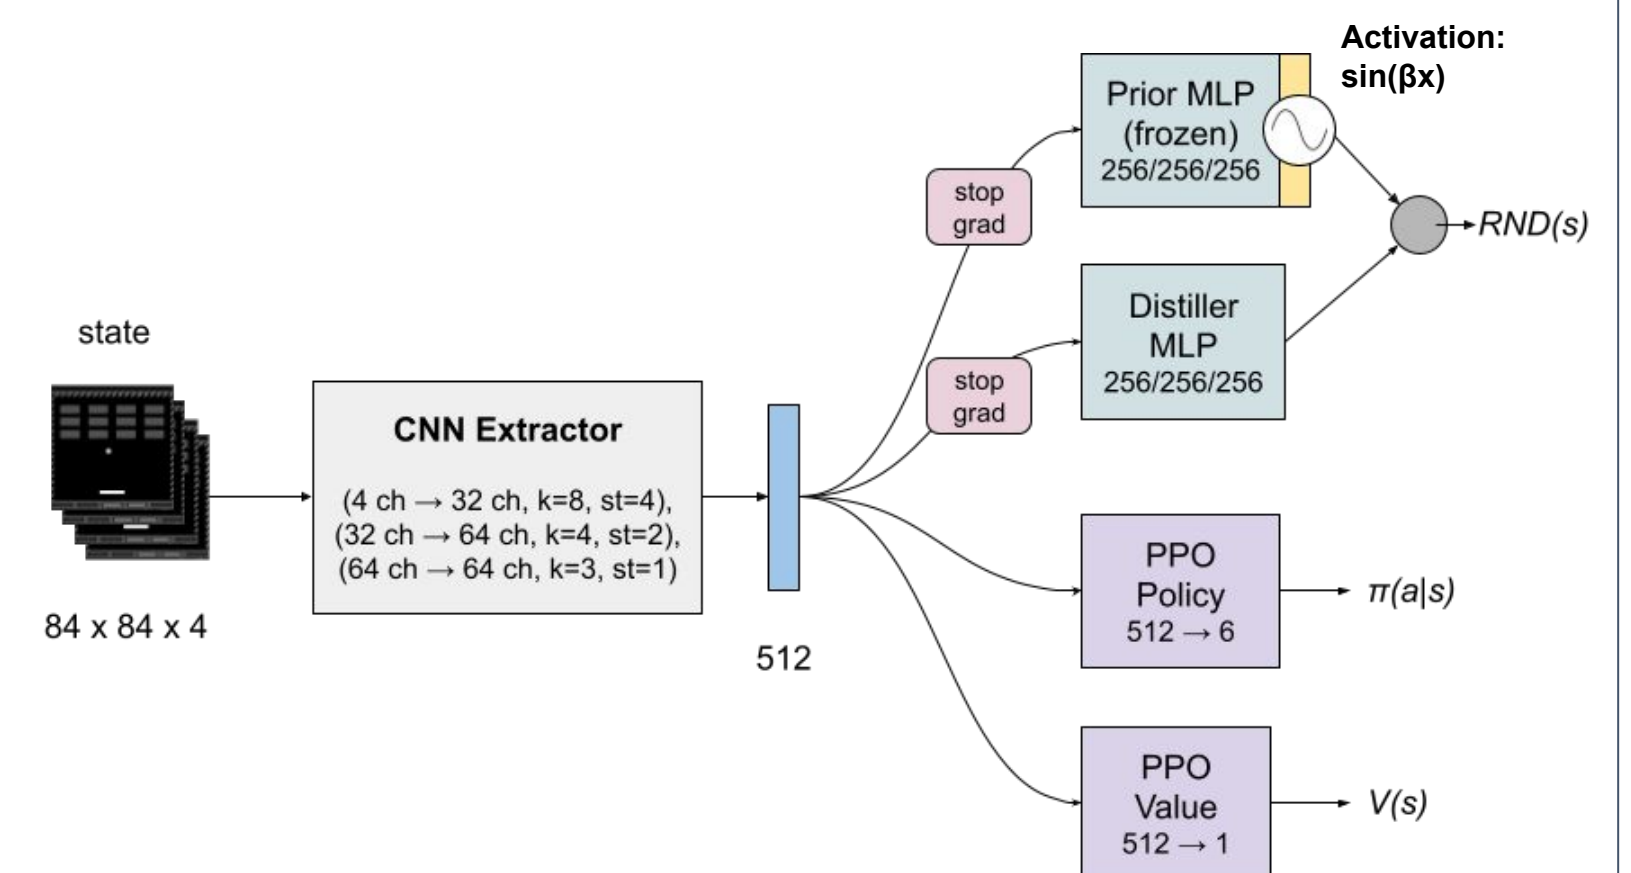 Activation:
sin(βx)
Prior MLP
(frozen)
256/256/256
stop
grad
RND(s)
Distiller
MLP
256/256/256
stop
grad
state
CNN Extractor
(4 ch → 32 ch, k=8, st=4),
(32 ch → 64 ch, k=4, st=2),
(64 ch → 64 ch, k=3, st=1)
84 x 84 x 4
512
PPO
Policy
512 → 6
π(a|s)
PPO
Value
512 → 1
V(s)